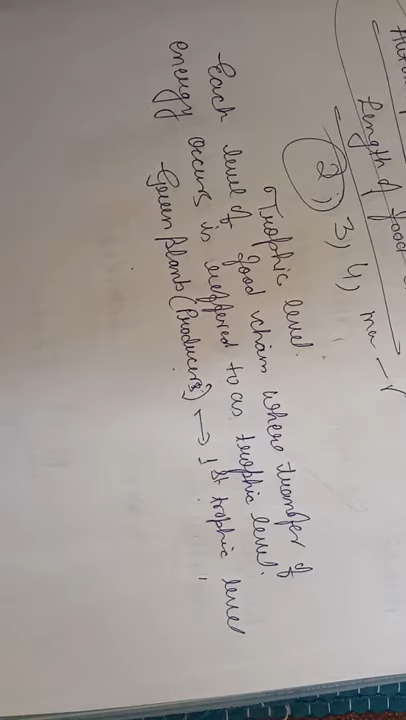 Length of food
2, 3, 4, ma -
Trophic level.
Each level of food chain where transfer of
energy occurs is reffered to as trophic level.
Green plants (Producers) → 1st trophic level